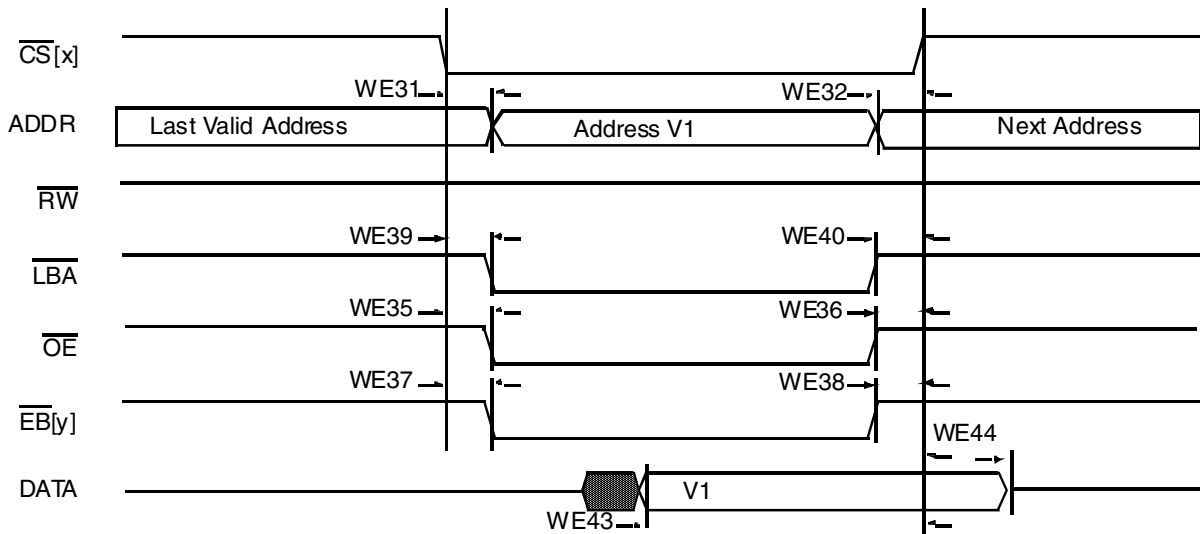 CS[x]
WE31
WE32
ADDR
Last Valid Address
Address V1
Next Address
RW
WE39
WE40
LBA
WE35
WE36
OE
WE37
WE38
EB[y]
WE44
DATA
V1
WE43